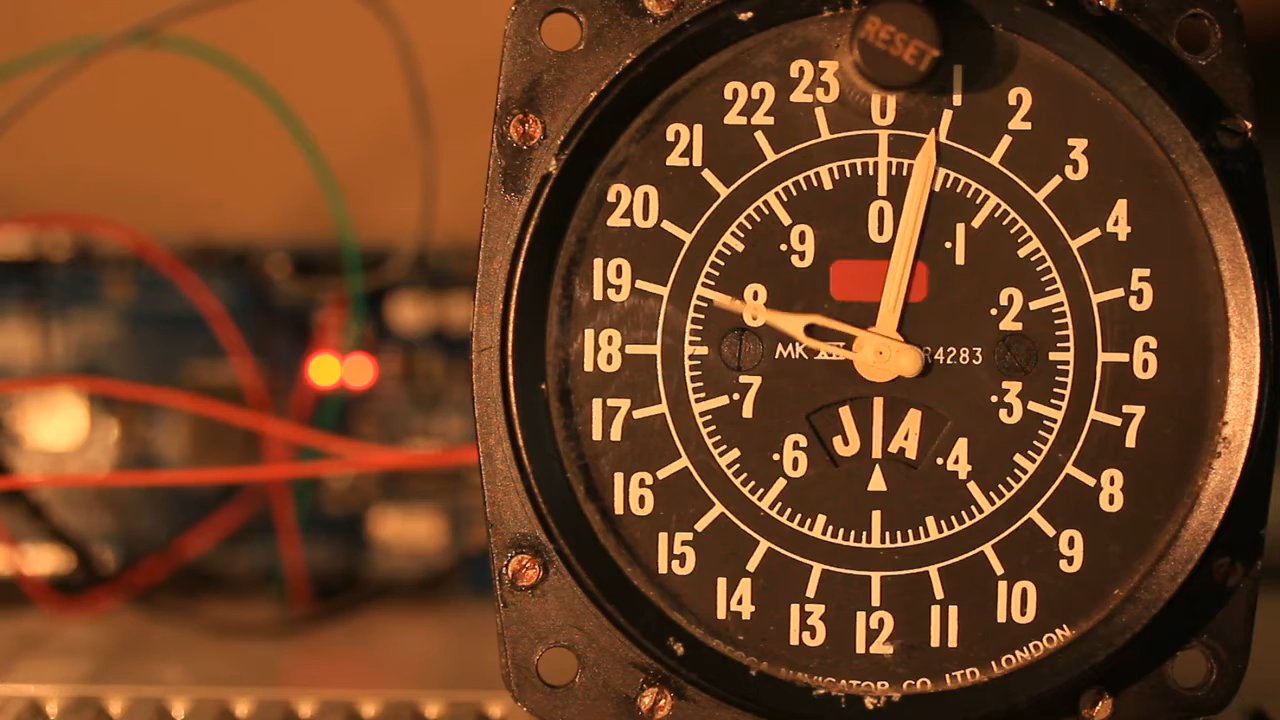 RESET
0 1 2 3 4 5 6 7 8 9 10 11 12 13 14 15 16 17 18 19 20 21 22 23
0 .1 .2 .3 .4 .6 .7 8 .9
MK R4283
J A
NAVIGATOR CO. LTD. LONDON.